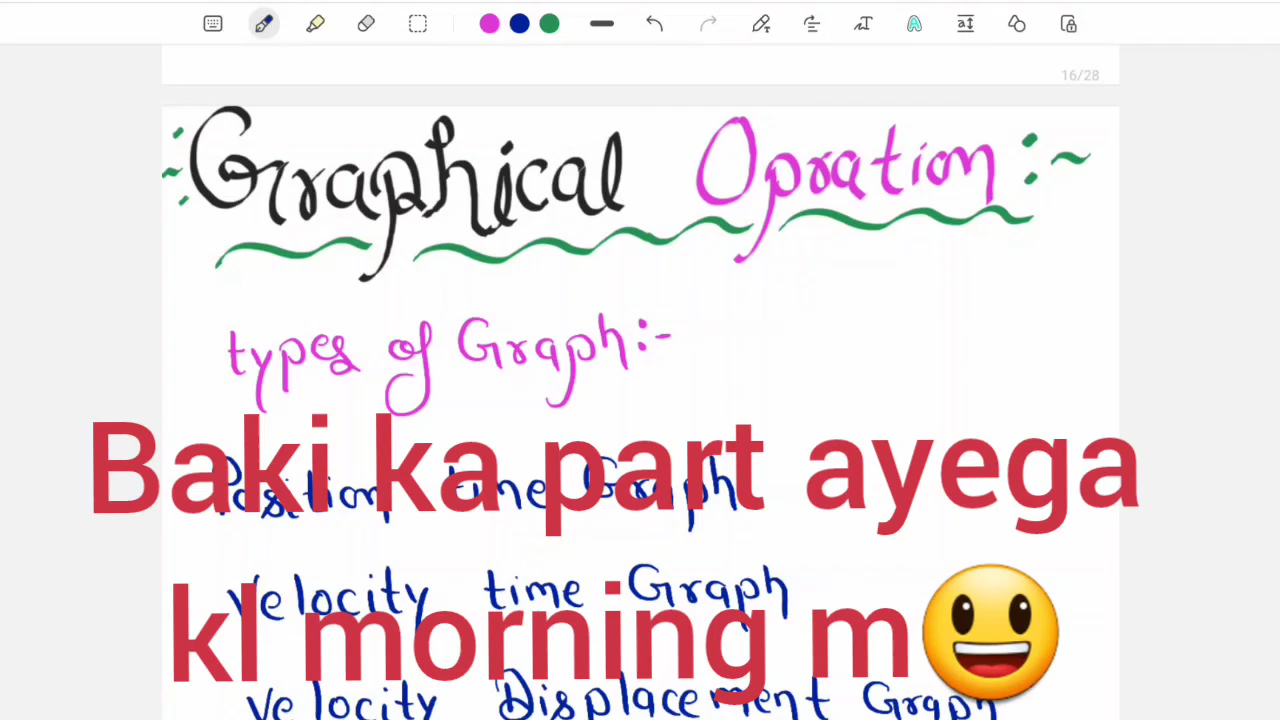 16/28
:~ Graphical Opration :~
types of Graph:-
Position time Graph
Baki ka part ayega
Velocity time Graph
kl morning m😃
Velocity Displacement Graph